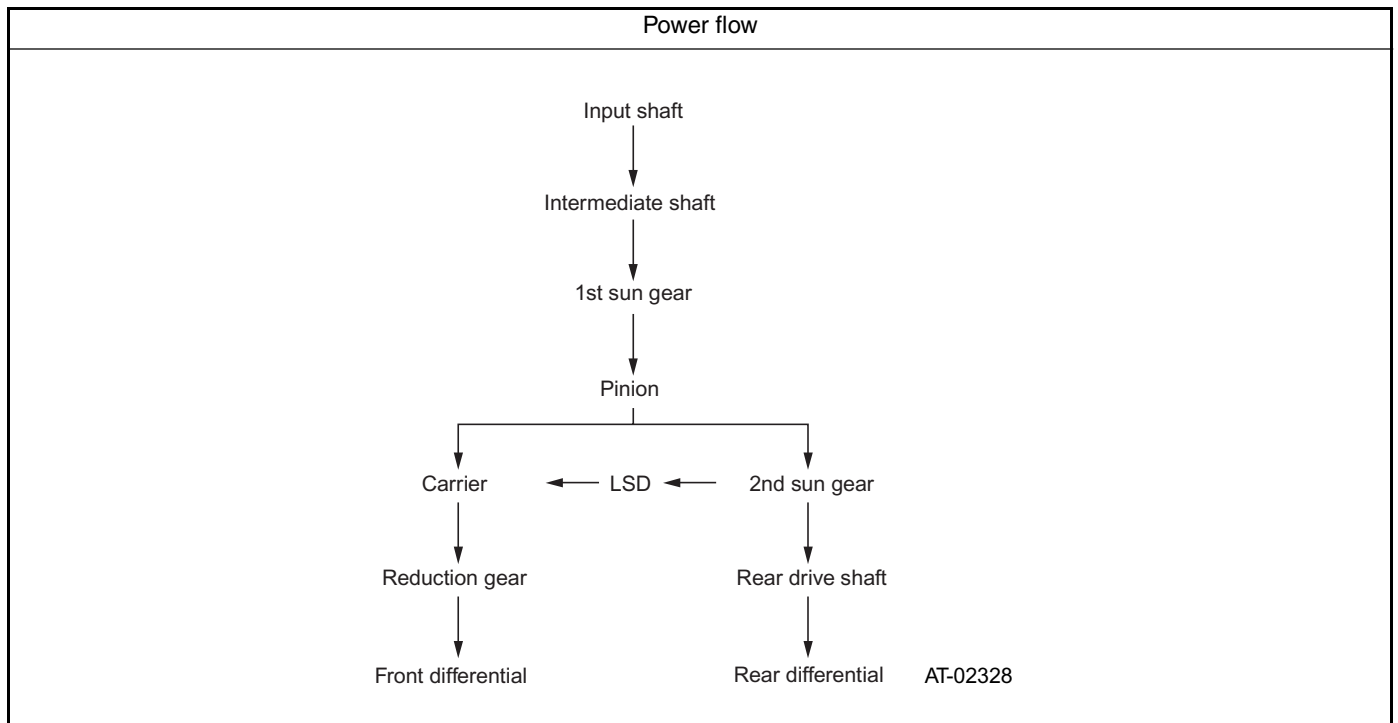 Power flow
Input shaft
Intermediate shaft
1st sun gear
Pinion
Carrier LSD 2nd sun gear
Reduction gear Rear drive shaft
Front differential Rear differential AT-02328